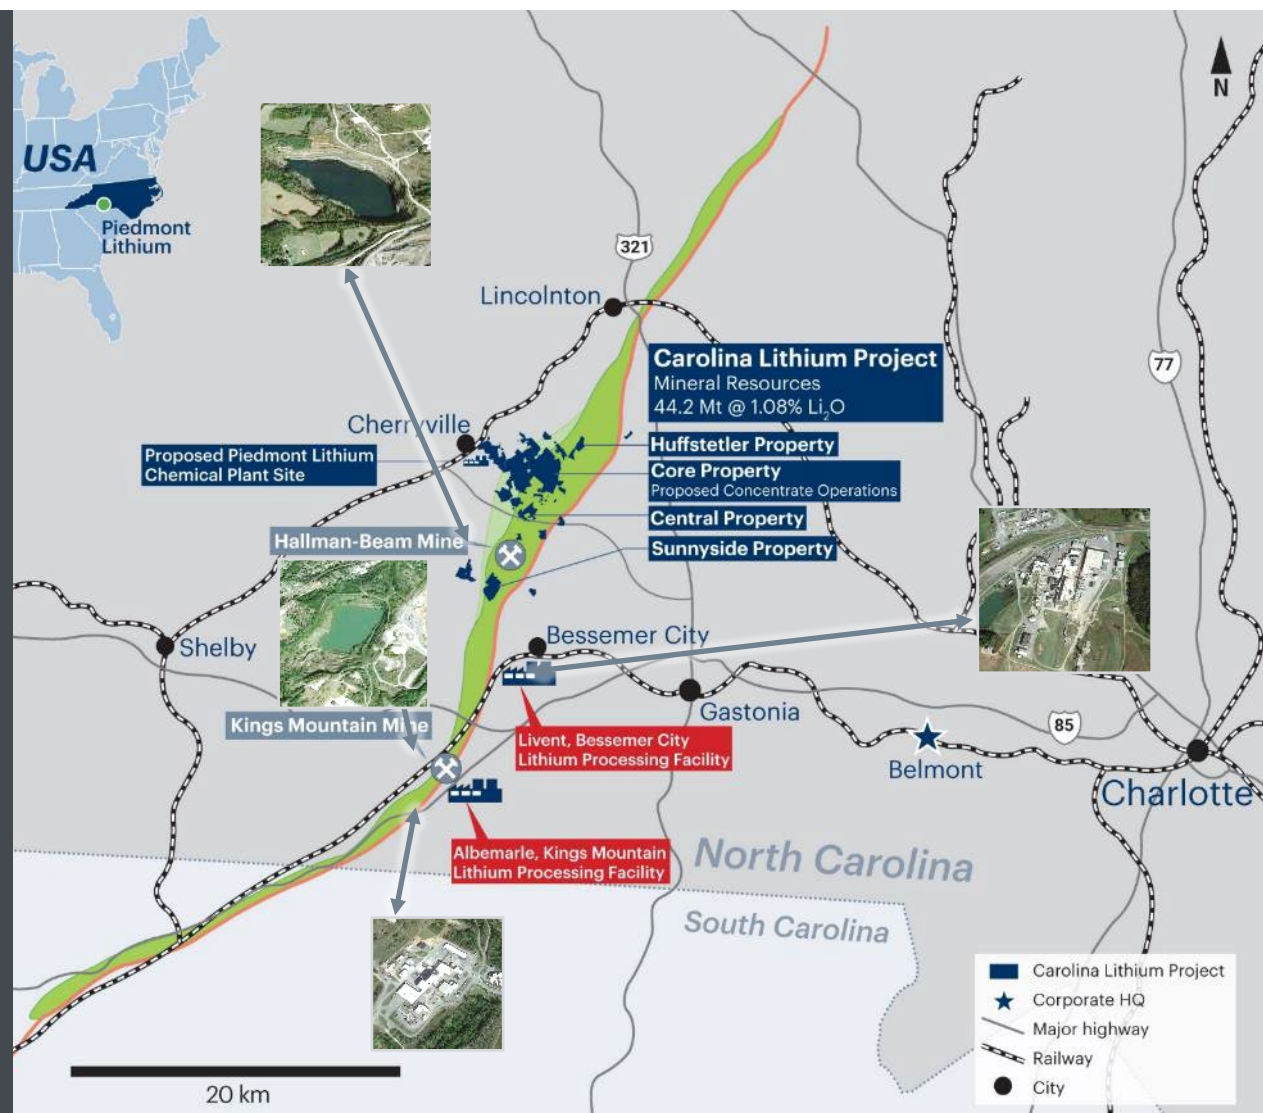 N
USA
Piedmont
Lithium
321
Lincolnton
77
Carolina Lithium Project
Mineral Resources
44.2 Mt @ 1.08% Li₂O
Cherryville
Huffstetler Property
Proposed Piedmont Lithium
Chemical Plant Site
Core Property
Proposed Concentrate Operations
Central Property
Hallman-Beam Mine
Sunnyside Property
Shelby
Bessemer City
Gastonia
Kings Mountain Mine
85
Livent, Bessemer City
Lithium Processing Facility
Belmont
Charlotte
Albemarle, Kings Mountain
Lithium Processing Facility
North Carolina
South Carolina
Carolina Lithium Project
Corporate HQ
Major highway
Railway
City
20 km